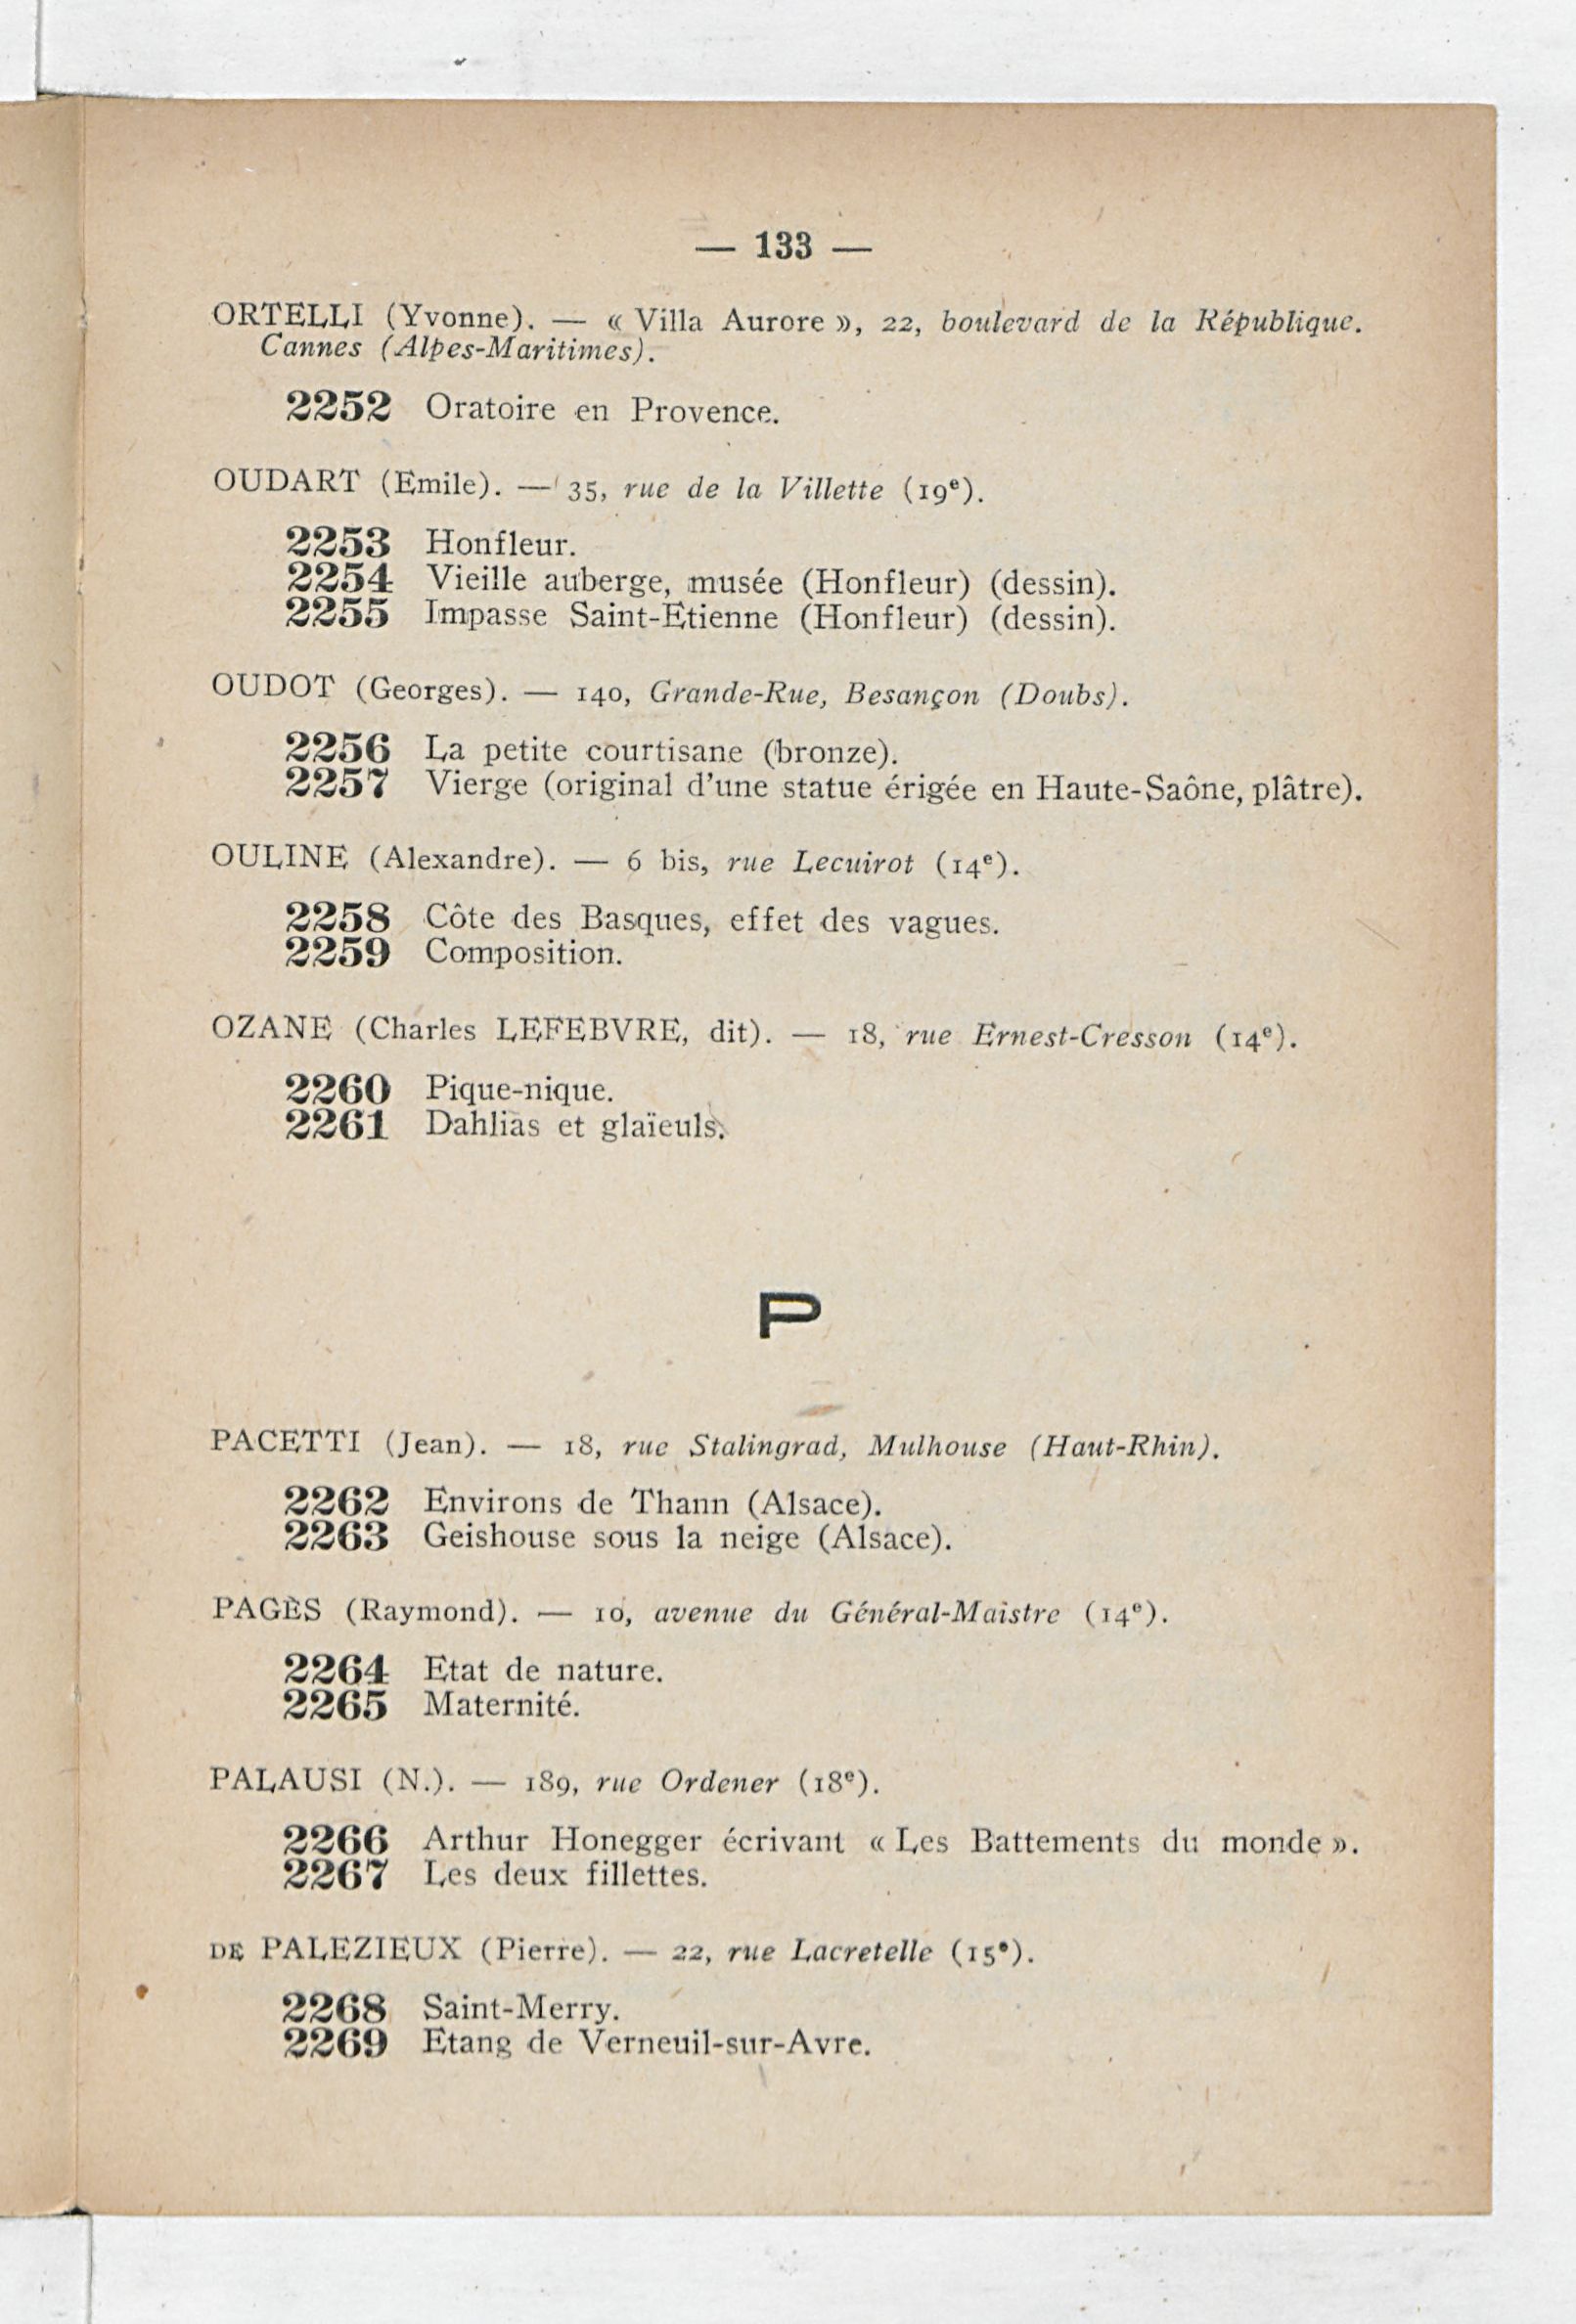 — 133 —
ORTELLI (Yvonne). — « Villa Aurore », 22, boulevard de la République.
Cannes (Alpes-Maritimes).
2252 Oratoire en Provence.
OUDART (Emile). — 35, rue de la Villette (19e).
2253 Honfleur.
2254 Vieille auberge, musée (Honfleur) (dessin).
2255 Impasse Saint-Etienne (Honfleur) (dessin).
OUDOT (Georges). — 140, Grande-Rue, Besançon (Doubs).
2256 La petite courtisane (bronze).
2257 Vierge (original d'une statue érigée en Haute-Saône, plâtre).
OULINE (Alexandre). — 6 bis, rue Lecuirot (14e).
2258 Côte des Basques, effet des vagues.
2259 Composition.
OZANE (Charles LEFEBVRE, dit). — 18, rue Ernest-Cresson (14e).
2260 Pique-nique.
2261 Dahlias et glaïeuls.
P
PACETTI (Jean). — 18, rue Stalingrad, Mulhouse (Haut-Rhin).
2262 Environs de Thann (Alsace).
2263 Geishouse sous la neige (Alsace).
PAGÈS (Raymond). — 10, avenue du Général-Maistre (14e).
2264 Etat de nature.
2265 Maternité.
PALAUSI (N.). — 189, rue Ordener (18e).
2266 Arthur Honegger écrivant « Les Battements du monde ».
2267 Les deux fillettes.
DE PALEZIEUX (Pierre). — 22, rue Lacretelle (15e).
2268 Saint-Merry.
2269 Etang de Verneuil-sur-Avre.